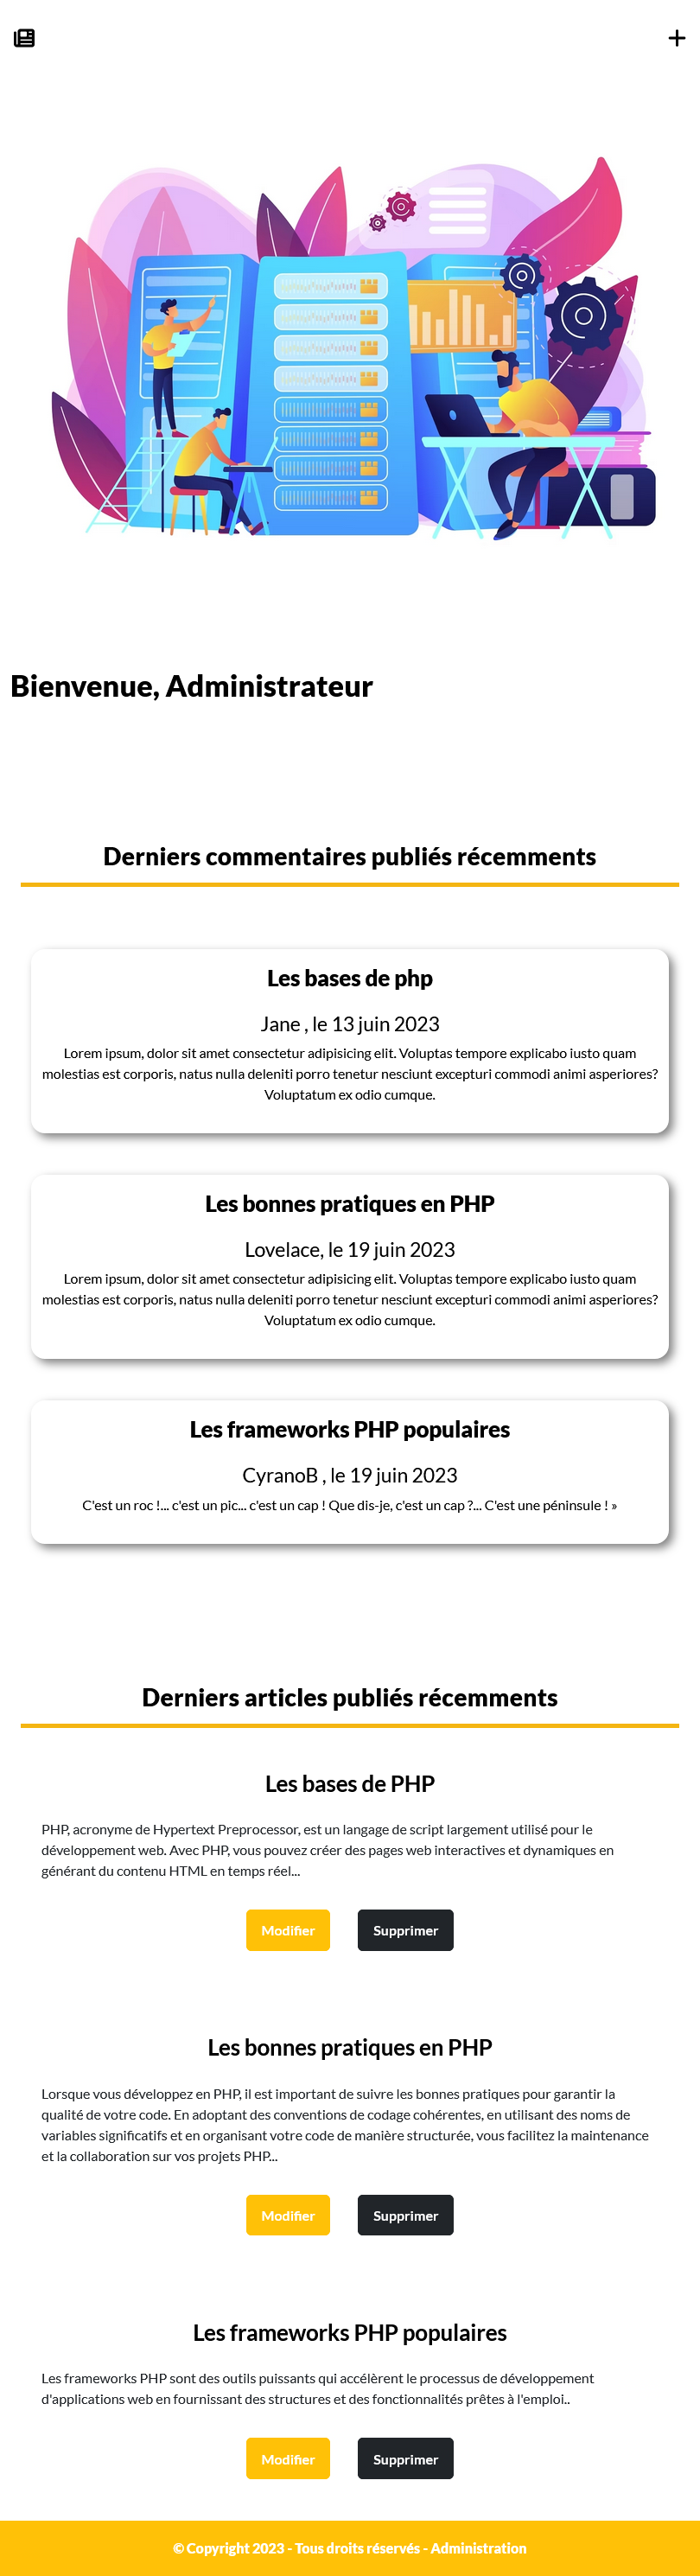 Bienvenue, Administrateur
Derniers commentaires publiés récemments
Les bases de php
Jane , le 13 juin 2023
Lorem ipsum, dolor sit amet consectetur adipisicing elit. Voluptas tempore explicabo iusto quam
molestias est corporis, natus nulla deleniti porro tenetur nesciunt excepturi commodi animi asperiores?
Voluptatum ex odio cumque.
Les bonnes pratiques en PHP
Lovelace, le 19 juin 2023
Lorem ipsum, dolor sit amet consectetur adipisicing elit. Voluptas tempore explicabo iusto quam
molestias est corporis, natus nulla deleniti porro tenetur nesciunt excepturi commodi animi asperiores?
Voluptatum ex odio cumque.
Les frameworks PHP populaires
CyranoB , le 19 juin 2023
C'est un roc !... c'est un pic... c'est un cap ! Que dis-je, c'est un cap ?... C'est une péninsule ! »
Derniers articles publiés récemments
Les bases de PHP
PHP, acronyme de Hypertext Preprocessor, est un langage de script largement utilisé pour le
développement web. Avec PHP, vous pouvez créer des pages web interactives et dynamiques en
générant du contenu HTML en temps réel...
Modifier Supprimer
Les bonnes pratiques en PHP
Lorsque vous développez en PHP, il est important de suivre les bonnes pratiques pour garantir la
qualité de votre code. En adoptant des conventions de codage cohérentes, en utilisant des noms de
variables significatifs et en organisant votre code de manière structurée, vous facilitez la maintenance
et la collaboration sur vos projets PHP...
Modifier Supprimer
Les frameworks PHP populaires
Les frameworks PHP sont des outils puissants qui accélèrent le processus de développement
d'applications web en fournissant des structures et des fonctionnalités prêtes à l'emploi..
Modifier Supprimer
© Copyright 2023 - Tous droits réservés - Administration